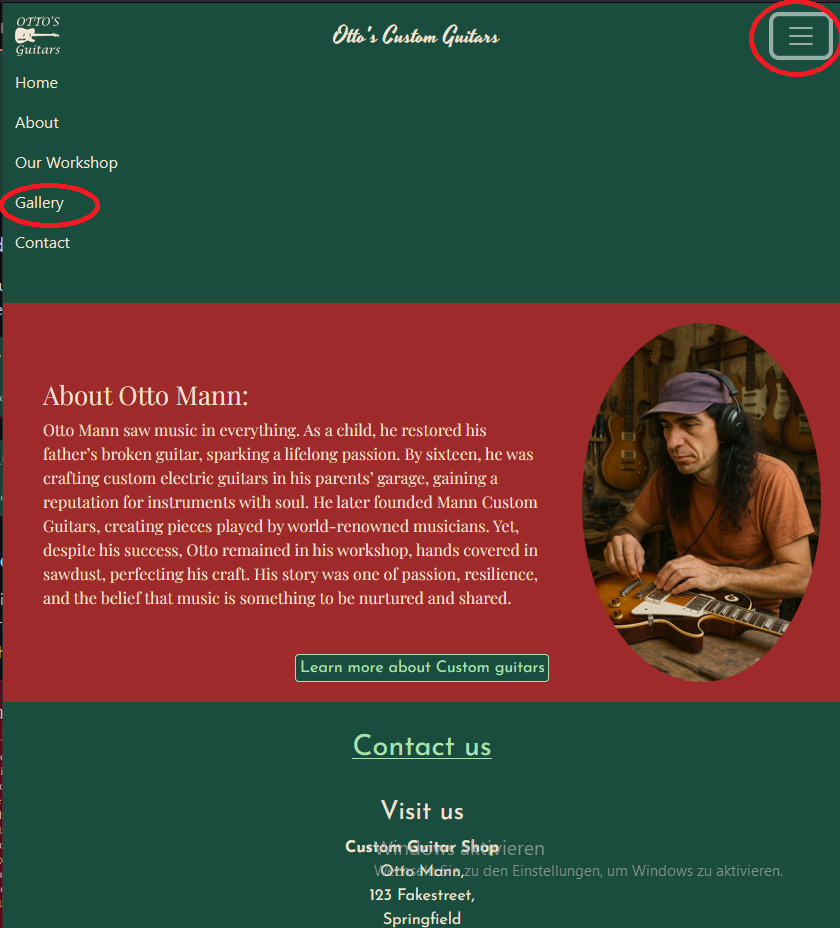 OTTO'S
Guitars
Otto's Custom Guitars
Home
About
Our Workshop
Gallery
Contact
About Otto Mann:
Otto Mann saw music in everything. As a child, he restored his
father’s broken guitar, sparking a lifelong passion. By sixteen, he was
crafting custom electric guitars in his parents’ garage, gaining a
reputation for instruments with soul. He later founded Mann Custom
Guitars, creating pieces played by world-renowned musicians. Yet,
despite his success, Otto remained in his workshop, hands covered in
sawdust, perfecting his craft. His story was one of passion, resilience,
and the belief that music is something to be nurtured and shared.
Learn more about Custom guitars
Contact us
Visit us
Custom Guitar Shop
Windows aktivieren
Otto Mann,
Wechseln Sie zu den Einstellungen, um Windows zu aktivieren.
123 Fakestreet,
Springfield